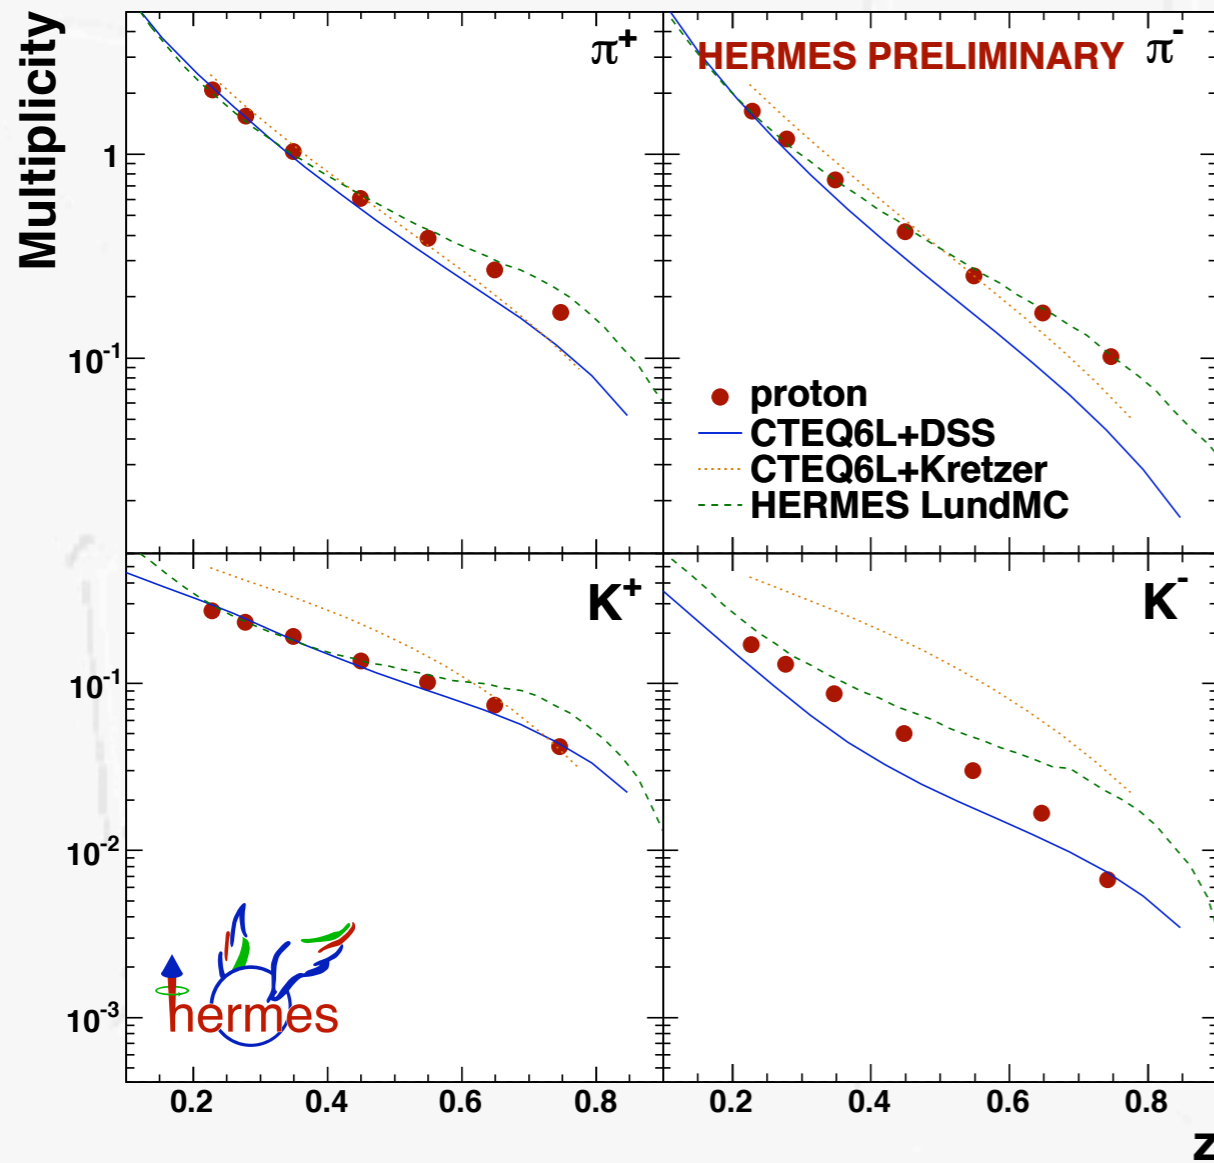 Multiplicity
π+
HERMES PRELIMINARY π-
1
10-1
proton
CTEQ6L+DSS
CTEQ6L+Kretzer
HERMES LundMC
K+
K-
10-1
10-2
10-3
hermes
0.2 0.4 0.6 0.8 0.2 0.4 0.6 0.8
z